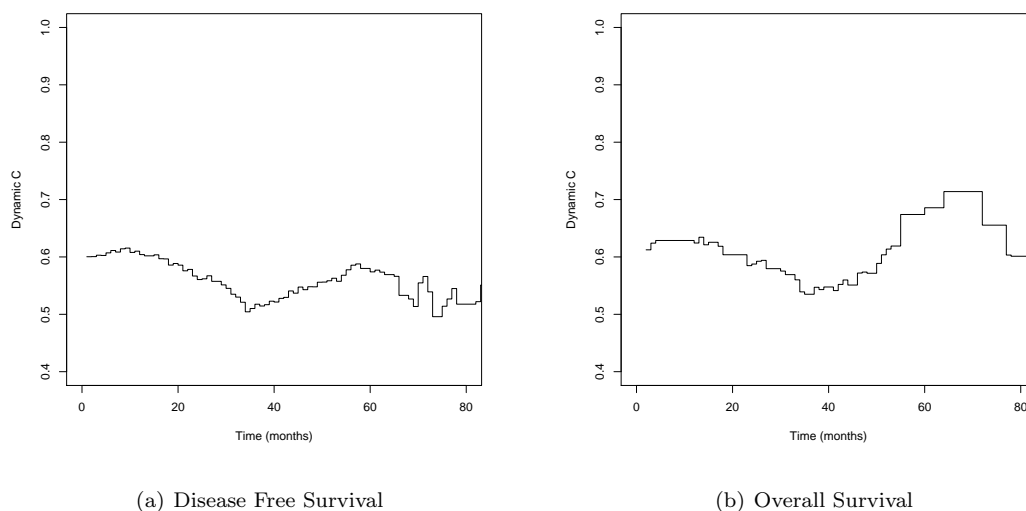 1.0
0.9
0.8
0.7
0.6
0.5
0.4
Dynamic C
0 20 40 60 80
Time (months)
(a) Disease Free Survival
1.0
0.9
0.8
0.7
0.6
0.5
0.4
Dynamic C
0 20 40 60 80
Time (months)
(b) Overall Survival